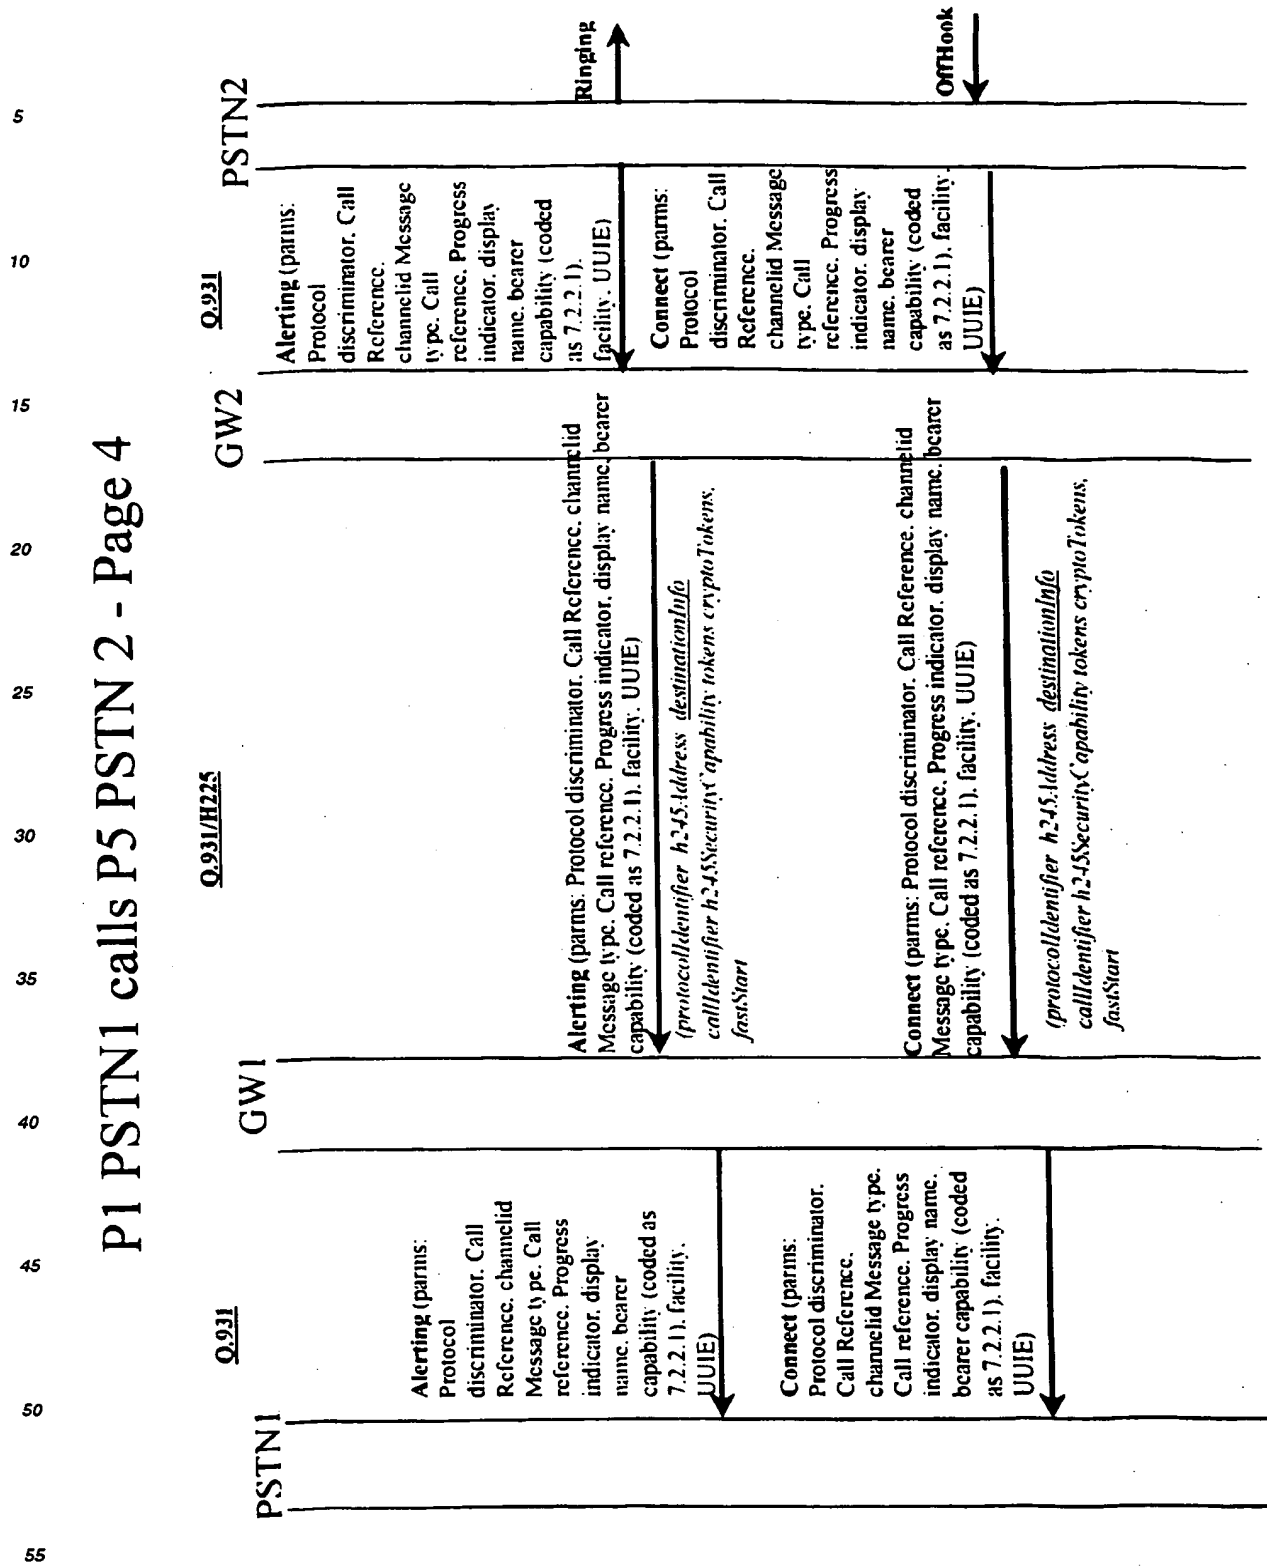 P1 PSTN1 calls P5 PSTN 2 - Page 4
PSTN1
Q.931
GW1
Q.931/H225
GW2
Q.931
PSTN2
Alerting (parms:
Protocol
discriminator. Call
Reference. channelid
Message type. Call
reference. Progress
indicator. display
name. bearer
capability (coded as
7.2.2.1). facility.
UUIE)
Connect (parms:
Protocol discriminator.
Call Reference.
channelid Message type.
Call reference. Progress
indicator. display name.
bearer capability (coded
as 7.2.2.1). facility.
UUIE)
Alerting (parms: Protocol discriminator. Call Reference. channelid
Message type. Call reference. Progress indicator. display name. bearer
capability (coded as 7.2.2.1). facility. UUIE)
(protocolIdentifier h245Address destinationInfo
callIdentifier h245SecurityCapability tokens cryptoTokens.
fastStart
Connect (parms: Protocol discriminator. Call Reference. channelid
Message type. Call reference. Progress indicator. display name. bearer
capability (coded as 7.2.2.1). facility. UUIE)
(protocolIdentifier h245Address destinationInfo
callIdentifier h245SecurityCapability tokens cryptoTokens.
fastStart
Alerting (parms:
Protocol
discriminator. Call
Reference.
channelid Message
type. Call
reference. Progress
indicator. display
name. bearer
capability (coded
as 7.2.2.1).
facility. UUIE)
Connect (parms:
Protocol
discriminator. Call
Reference.
channelid Message
type. Call
reference. Progress
indicator. display
name. bearer
capability (coded
as 7.2.2.1). facility.
UUIE)
Ringing
OffHook
5
10
15
20
25
30
35
40
45
50
55